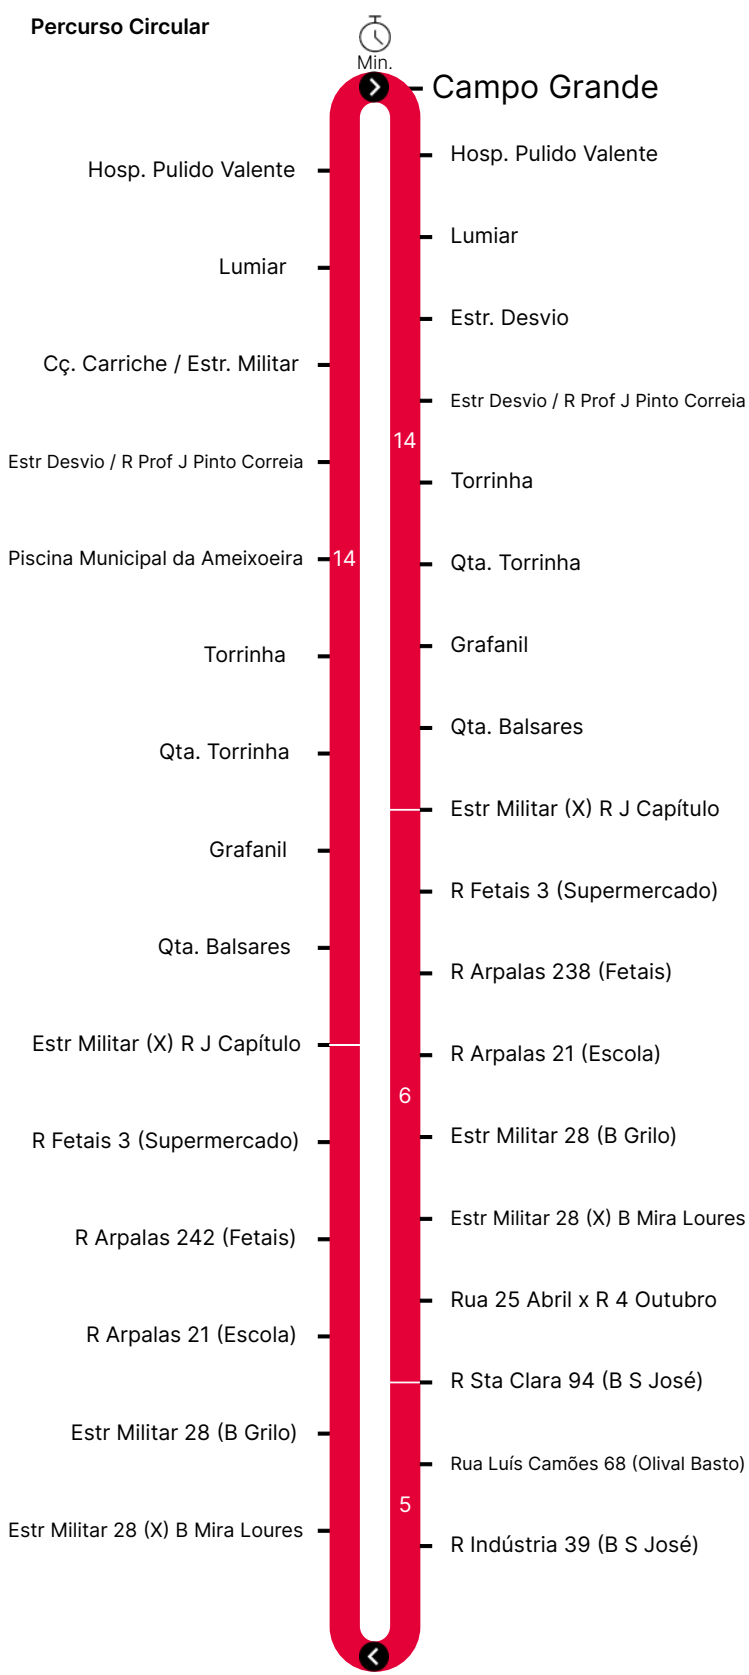 Percurso Circular
Min.
Campo Grande
Hosp. Pulido Valente
Lumiar
Estr. Desvio
Estr Desvio / R Prof J Pinto Correia
14
Torrinha
Qta. Torrinha
Grafanil
Qta. Balsares
Estr Militar (X) R J Capítulo
R Fetais 3 (Supermercado)
R Arpalas 238 (Fetais)
R Arpalas 21 (Escola)
6
Estr Militar 28 (B Grilo)
Estr Militar 28 (X) B Mira Loures
Rua 25 Abril x R 4 Outubro
R Sta Clara 94 (B S José)
Rua Luís Camões 68 (Olival Basto)
5
R Indústria 39 (B S José)
Hosp. Pulido Valente
Lumiar
Cç. Carriche / Estr. Militar
Estr Desvio / R Prof J Pinto Correia
Piscina Municipal da Ameixoeira
14
Torrinha
Qta. Torrinha
Grafanil
Qta. Balsares
Estr Militar (X) R J Capítulo
R Fetais 3 (Supermercado)
R Arpalas 242 (Fetais)
R Arpalas 21 (Escola)
Estr Militar 28 (B Grilo)
Estr Militar 28 (X) B Mira Loures